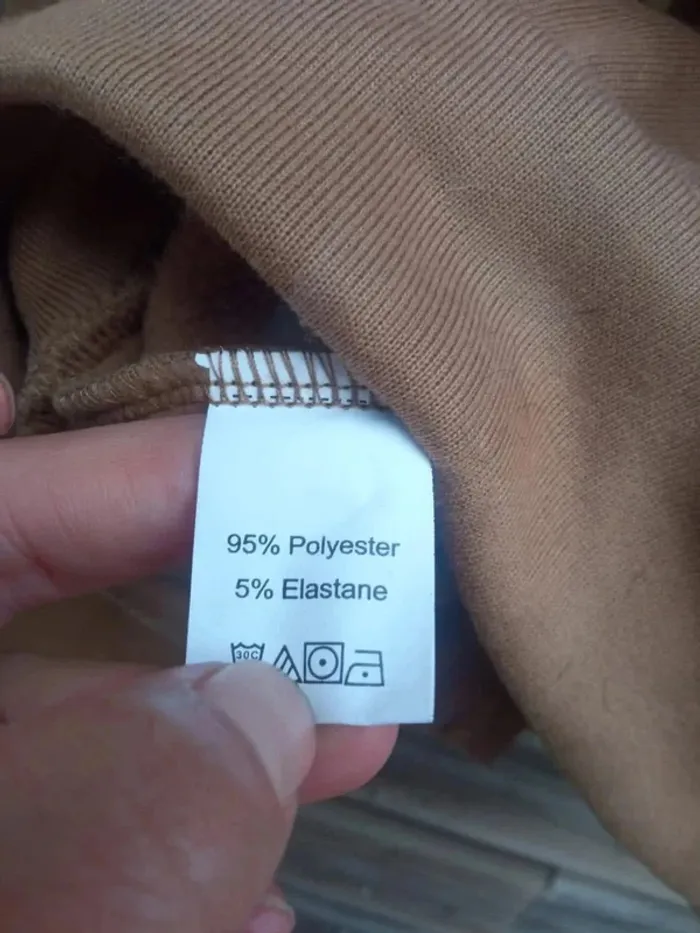 95% Polyester
5% Elastane
30C